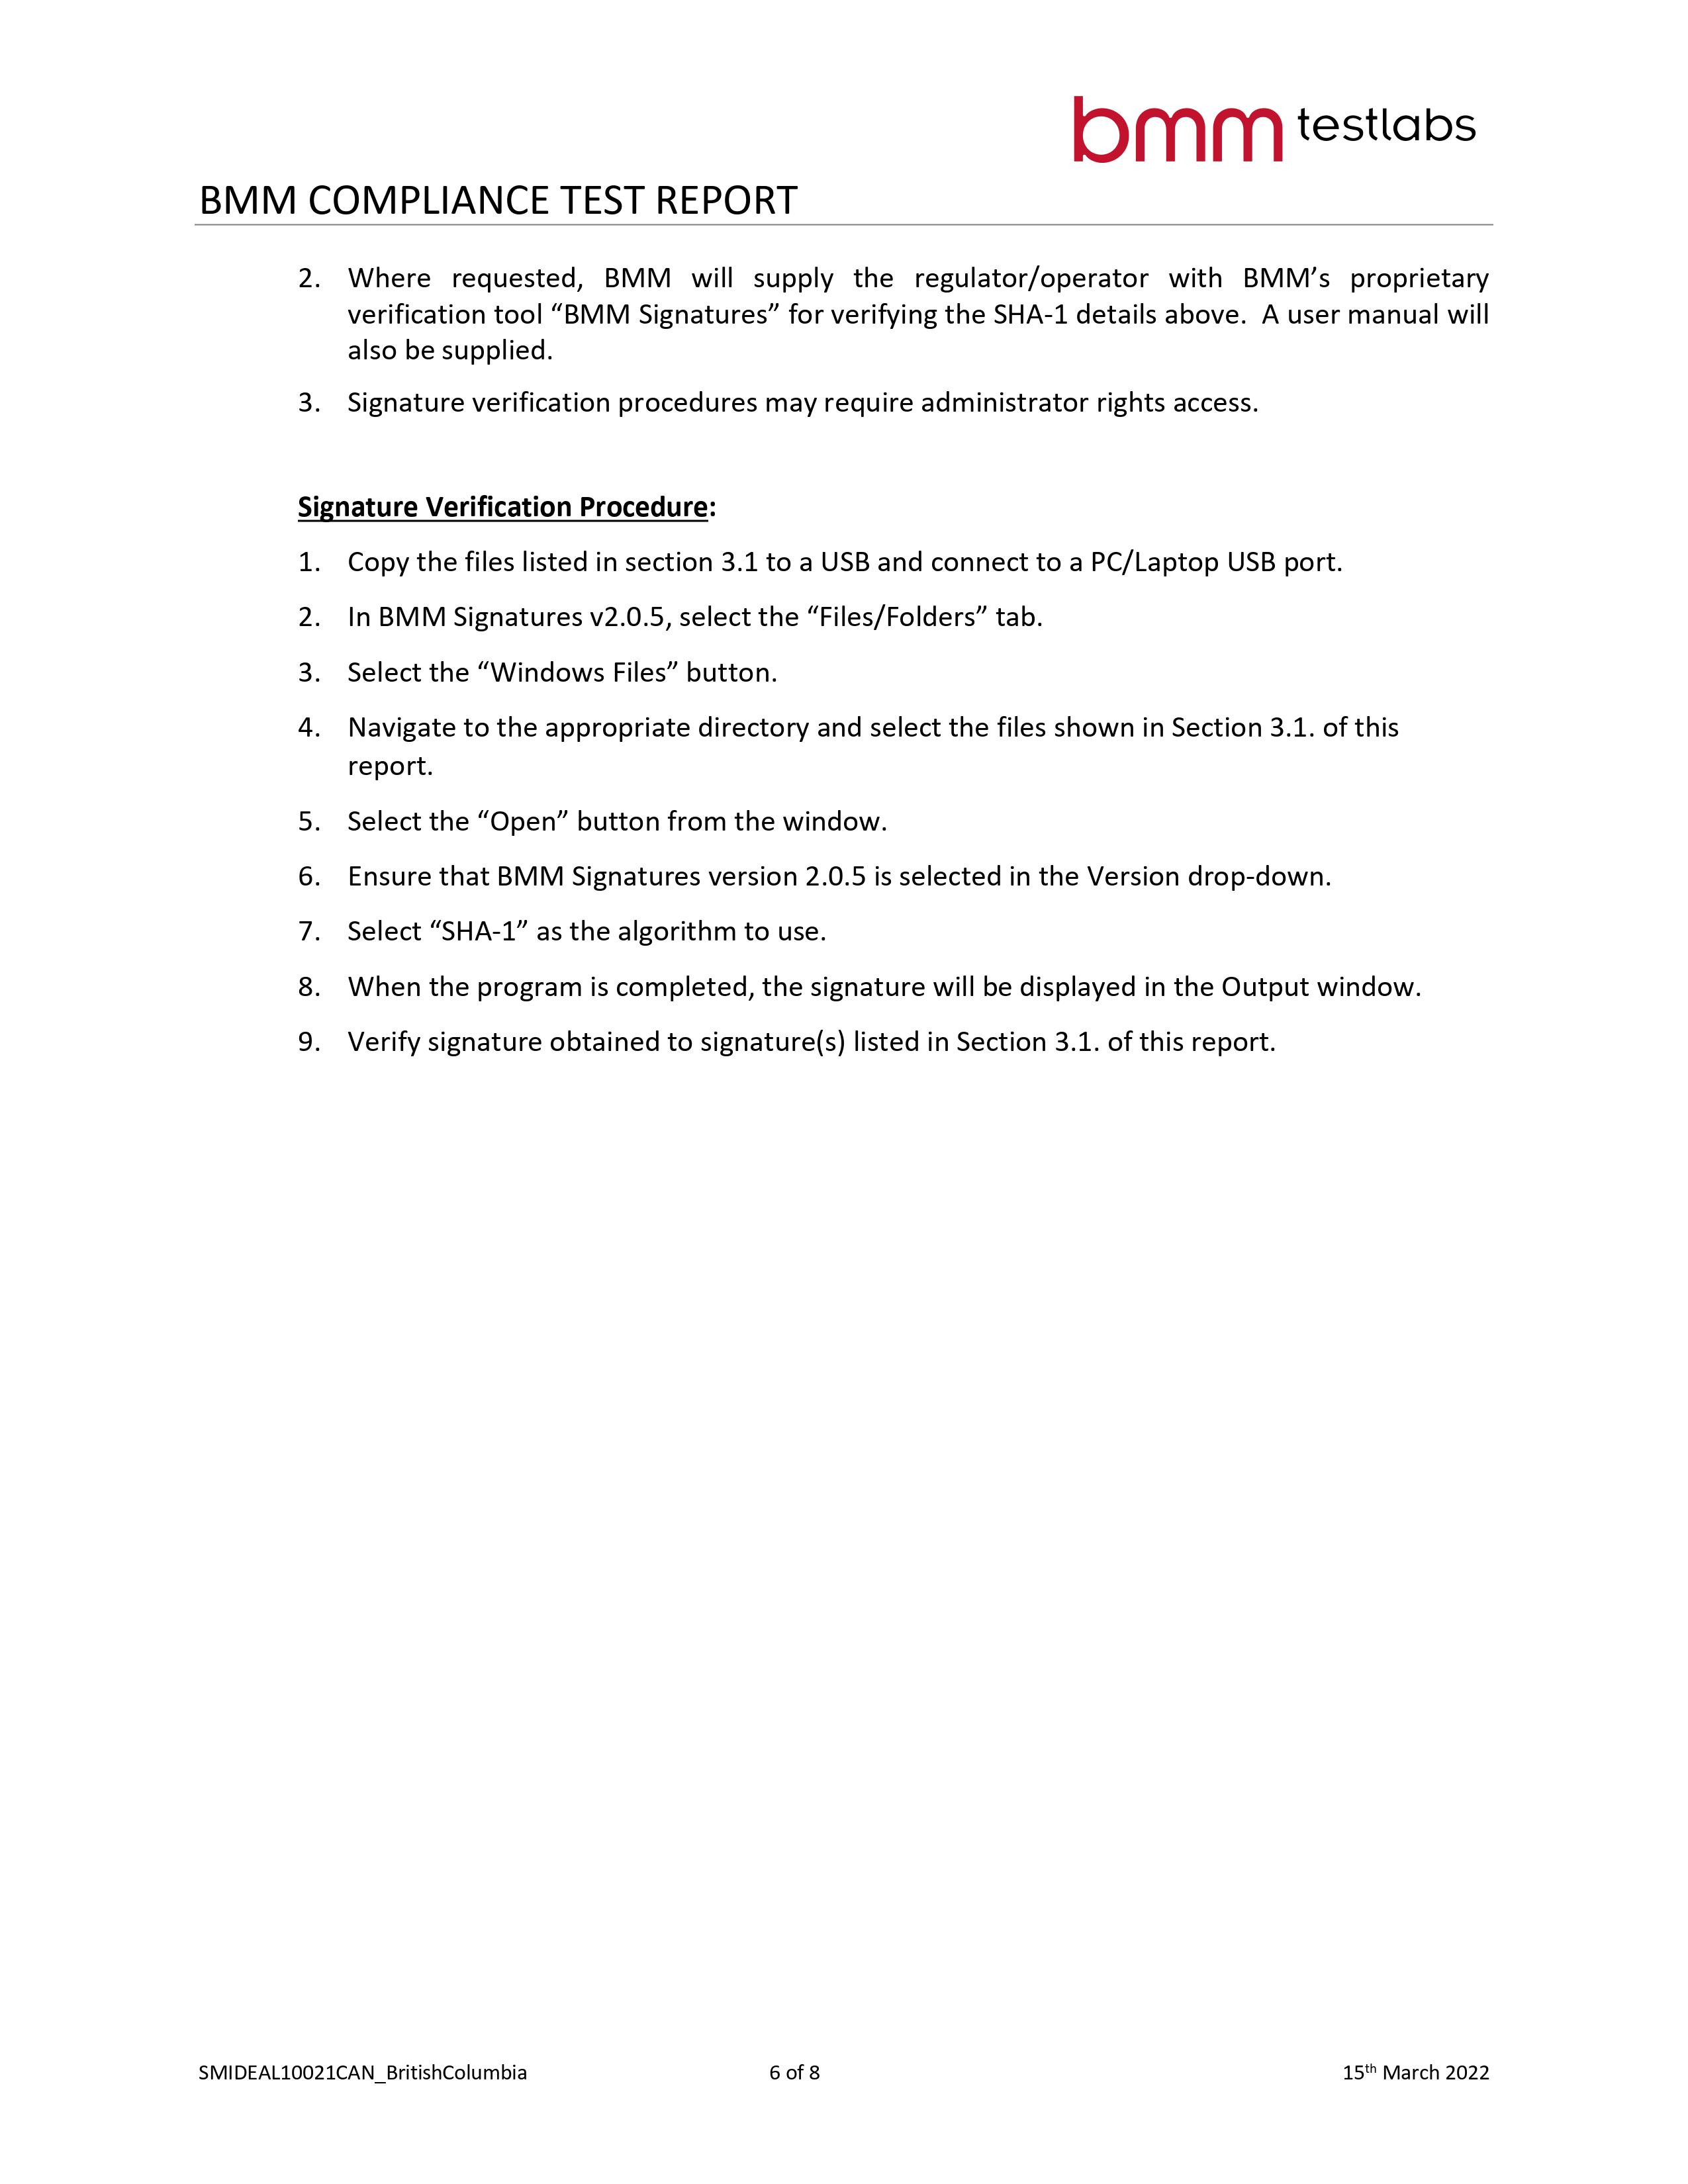 bmm testlabs
BMM COMPLIANCE TEST REPORT
2. Where requested, BMM will supply the regulator/operator with BMM’s proprietary
verification tool “BMM Signatures” for verifying the SHA-1 details above.  A user manual will
also be supplied.
3. Signature verification procedures may require administrator rights access.
Signature Verification Procedure:
1. Copy the files listed in section 3.1 to a USB and connect to a PC/Laptop USB port.
2. In BMM Signatures v2.0.5, select the “Files/Folders” tab.
3. Select the “Windows Files” button.
4. Navigate to the appropriate directory and select the files shown in Section 3.1. of this
report.
5. Select the “Open” button from the window.
6. Ensure that BMM Signatures version 2.0.5 is selected in the Version drop-down.
7. Select “SHA-1” as the algorithm to use.
8. When the program is completed, the signature will be displayed in the Output window.
9. Verify signature obtained to signature(s) listed in Section 3.1. of this report.
SMIDEAL10021CAN_BritishColumbia 6 of 8 15th March 2022